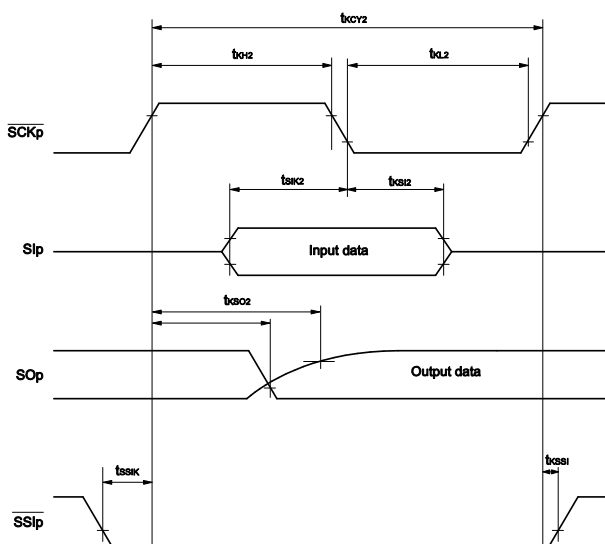 tKCY2
tKH2
tKL2
SCKp
tSIK2
tKSI2
SIp
Input data
tKSO2
SOp
Output data
tSSIK
tKSSI
SSIp